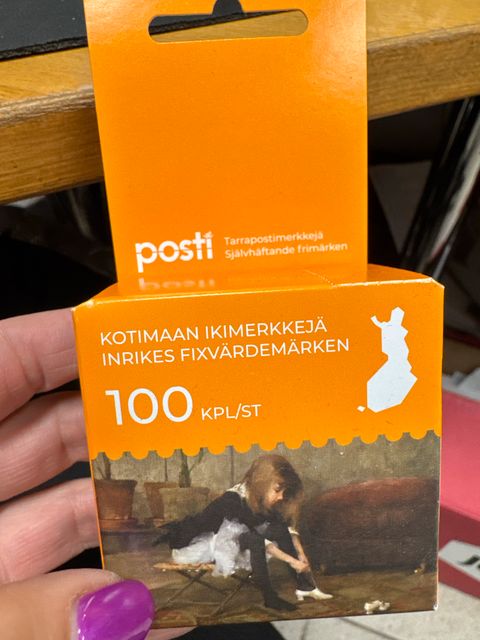 posti
Tarrapostimerkkejä
Självhäftande frimärken
KOTIMAAN IKIMERKKEJÄ
INRIKES FIXVÄRDEMÄRKEN
100 KPL/ST